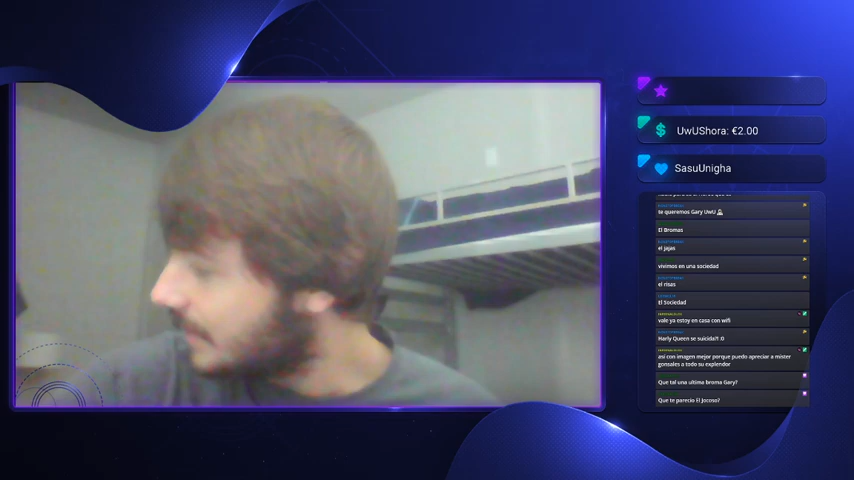 UwUShora: €2.00
SasuUnigha
te queremos Gary UwU
El Bromas
el jajas
vivimos en una sociedad
el risas
El Sociedad
vale ya estoy en casa con wifi
Harly Queen se suicida?! :0
asi con imagen mejor porque puedo apreciar a mister
gonsales a todo su explendor
Que tal una ultima broma Gary?
Que te parecio El Jocoso?